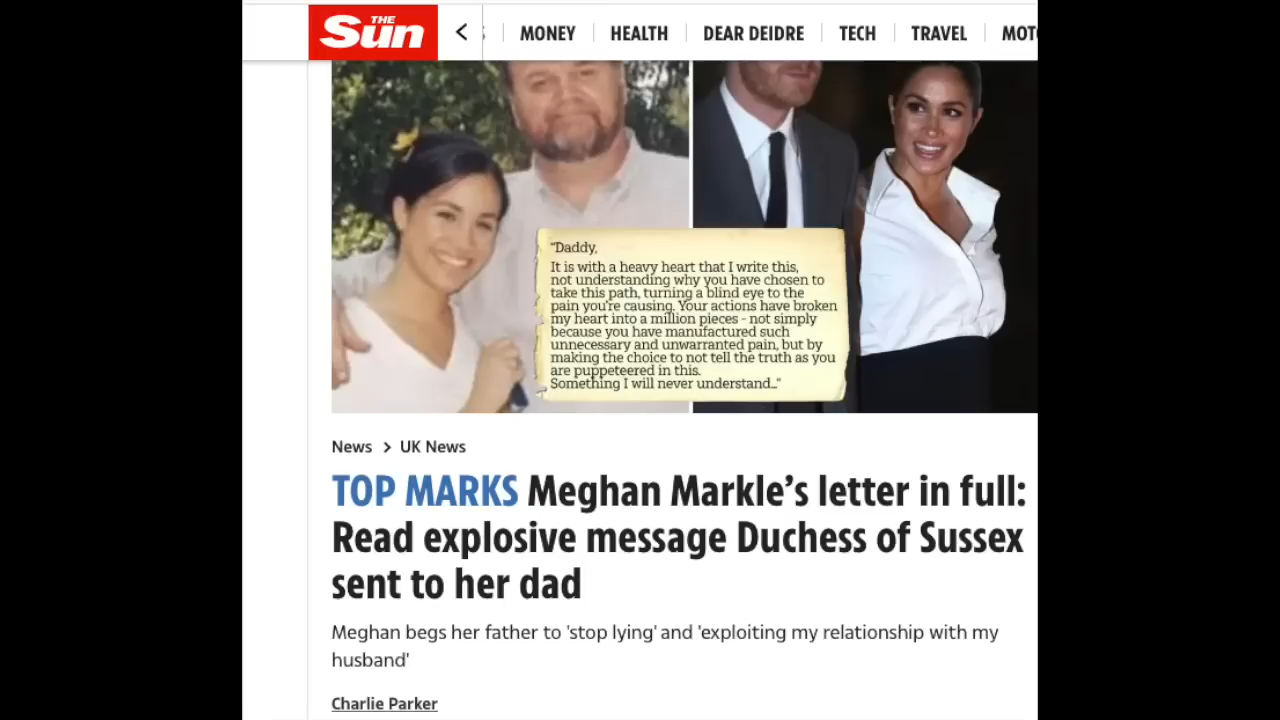 THE
Sun
< MONEY HEALTH DEAR DEIDRE TECH TRAVEL
"Daddy,
It is with a heavy heart that I write this,
not understanding why you have chosen to
take this path, turning a blind eye to the
pain you're causing. Your actions have broken
my heart into a million pieces - not simply
because you have manufactured such
unnecessary and unwarranted pain, but by
making the choice to not tell the truth as you
are puppeteered in this.
Something I will never understand..."
News > UK News
TOP MARKS Meghan Markle's letter in full:
Read explosive message Duchess of Sussex
sent to her dad
Meghan begs her father to 'stop lying' and 'exploiting my relationship with my
husband'
Charlie Parker